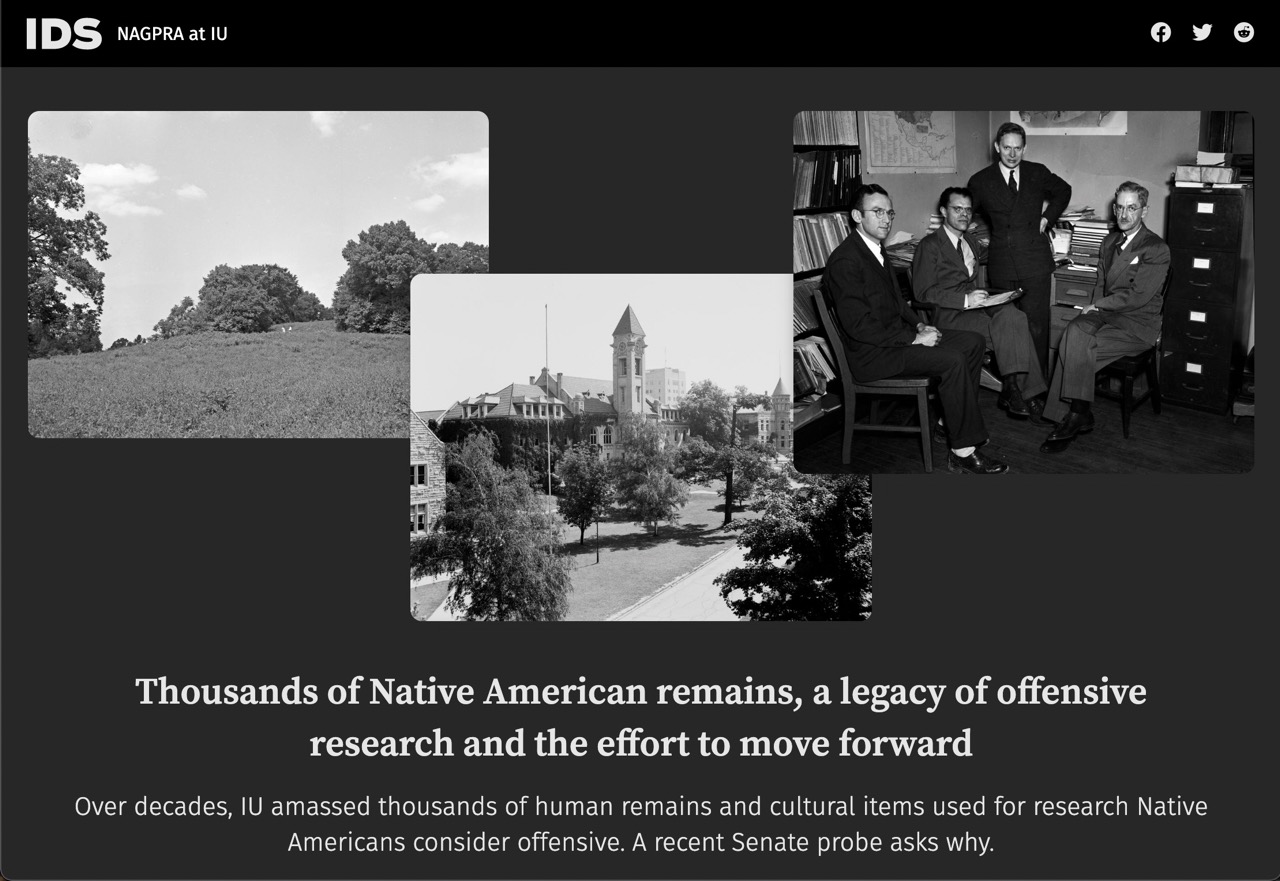 IDS NAGPRA at IU
Thousands of Native American remains, a legacy of offensive
research and the effort to move forward
Over decades, IU amassed thousands of human remains and cultural items used for research Native
Americans consider offensive. A recent Senate probe asks why.